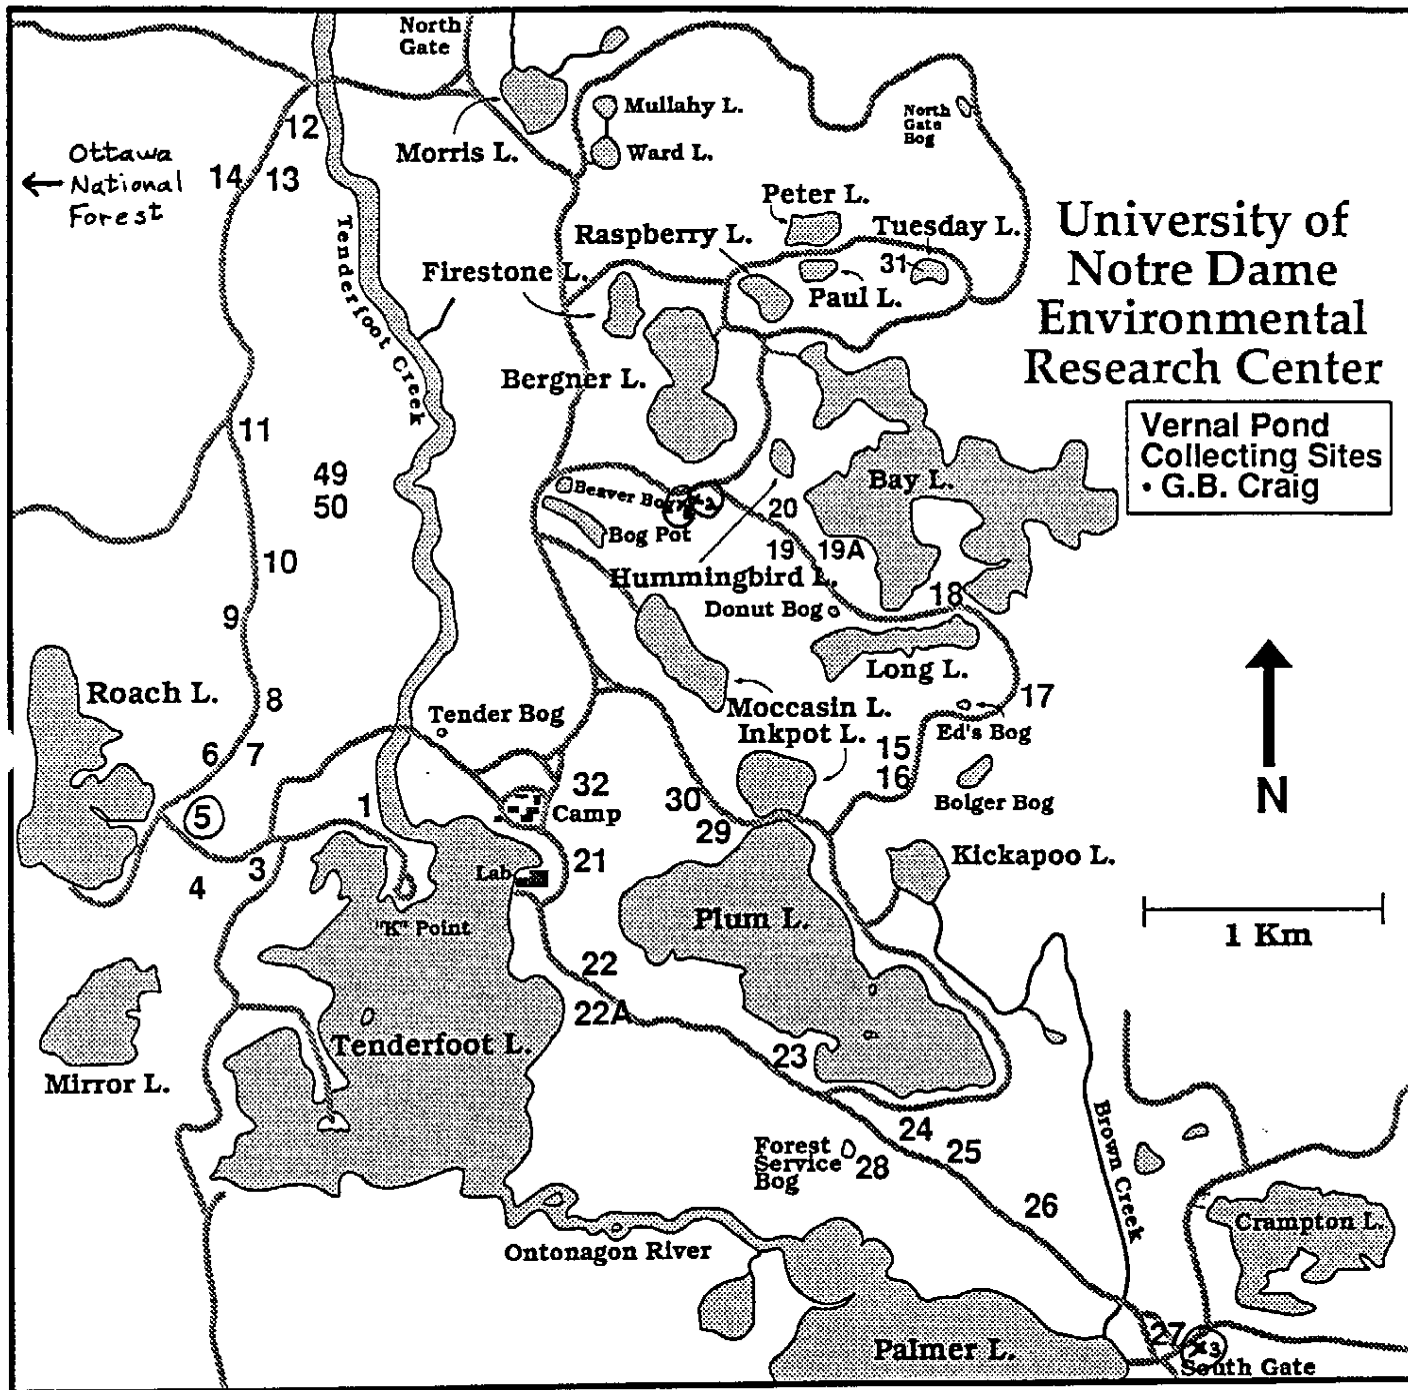 North
Gate
Mullahy L.
Morris L.
Ward L.
North
Gate
Bog
12
← Ottawa
National
Forest
14 13
Peter L.
Raspberry L.
Tuesday L.
31
Paul L.
Firestone L.
Tenderfoot Creek
University of
Notre Dame
Environmental
Research Center
Vernal Pond
Collecting Sites
• G.B. Craig
Bergner L.
11
49
50
Bay L.
Beaver Bog
Bog Pot
20
19
19A
10
Hummingbird L.
Donut Bog
18
9
Long L.
17
Roach L.
8
Tender Bog
Moccasin L.
Inkpot L.
Ed's Bog
15
16
6
7
Bolger Bog
N
32
Camp
30
29
5
1
21
Kickapoo L.
3
4
Lab
"K" Point
Plum L.
1 Km
22
22A
Tenderfoot L.
23
Mirror L.
24
25
Forest
Service
Bog
28
Brown Creek
26
Crampton L.
Ontonagon River
27
3
South Gate
Palmer L.